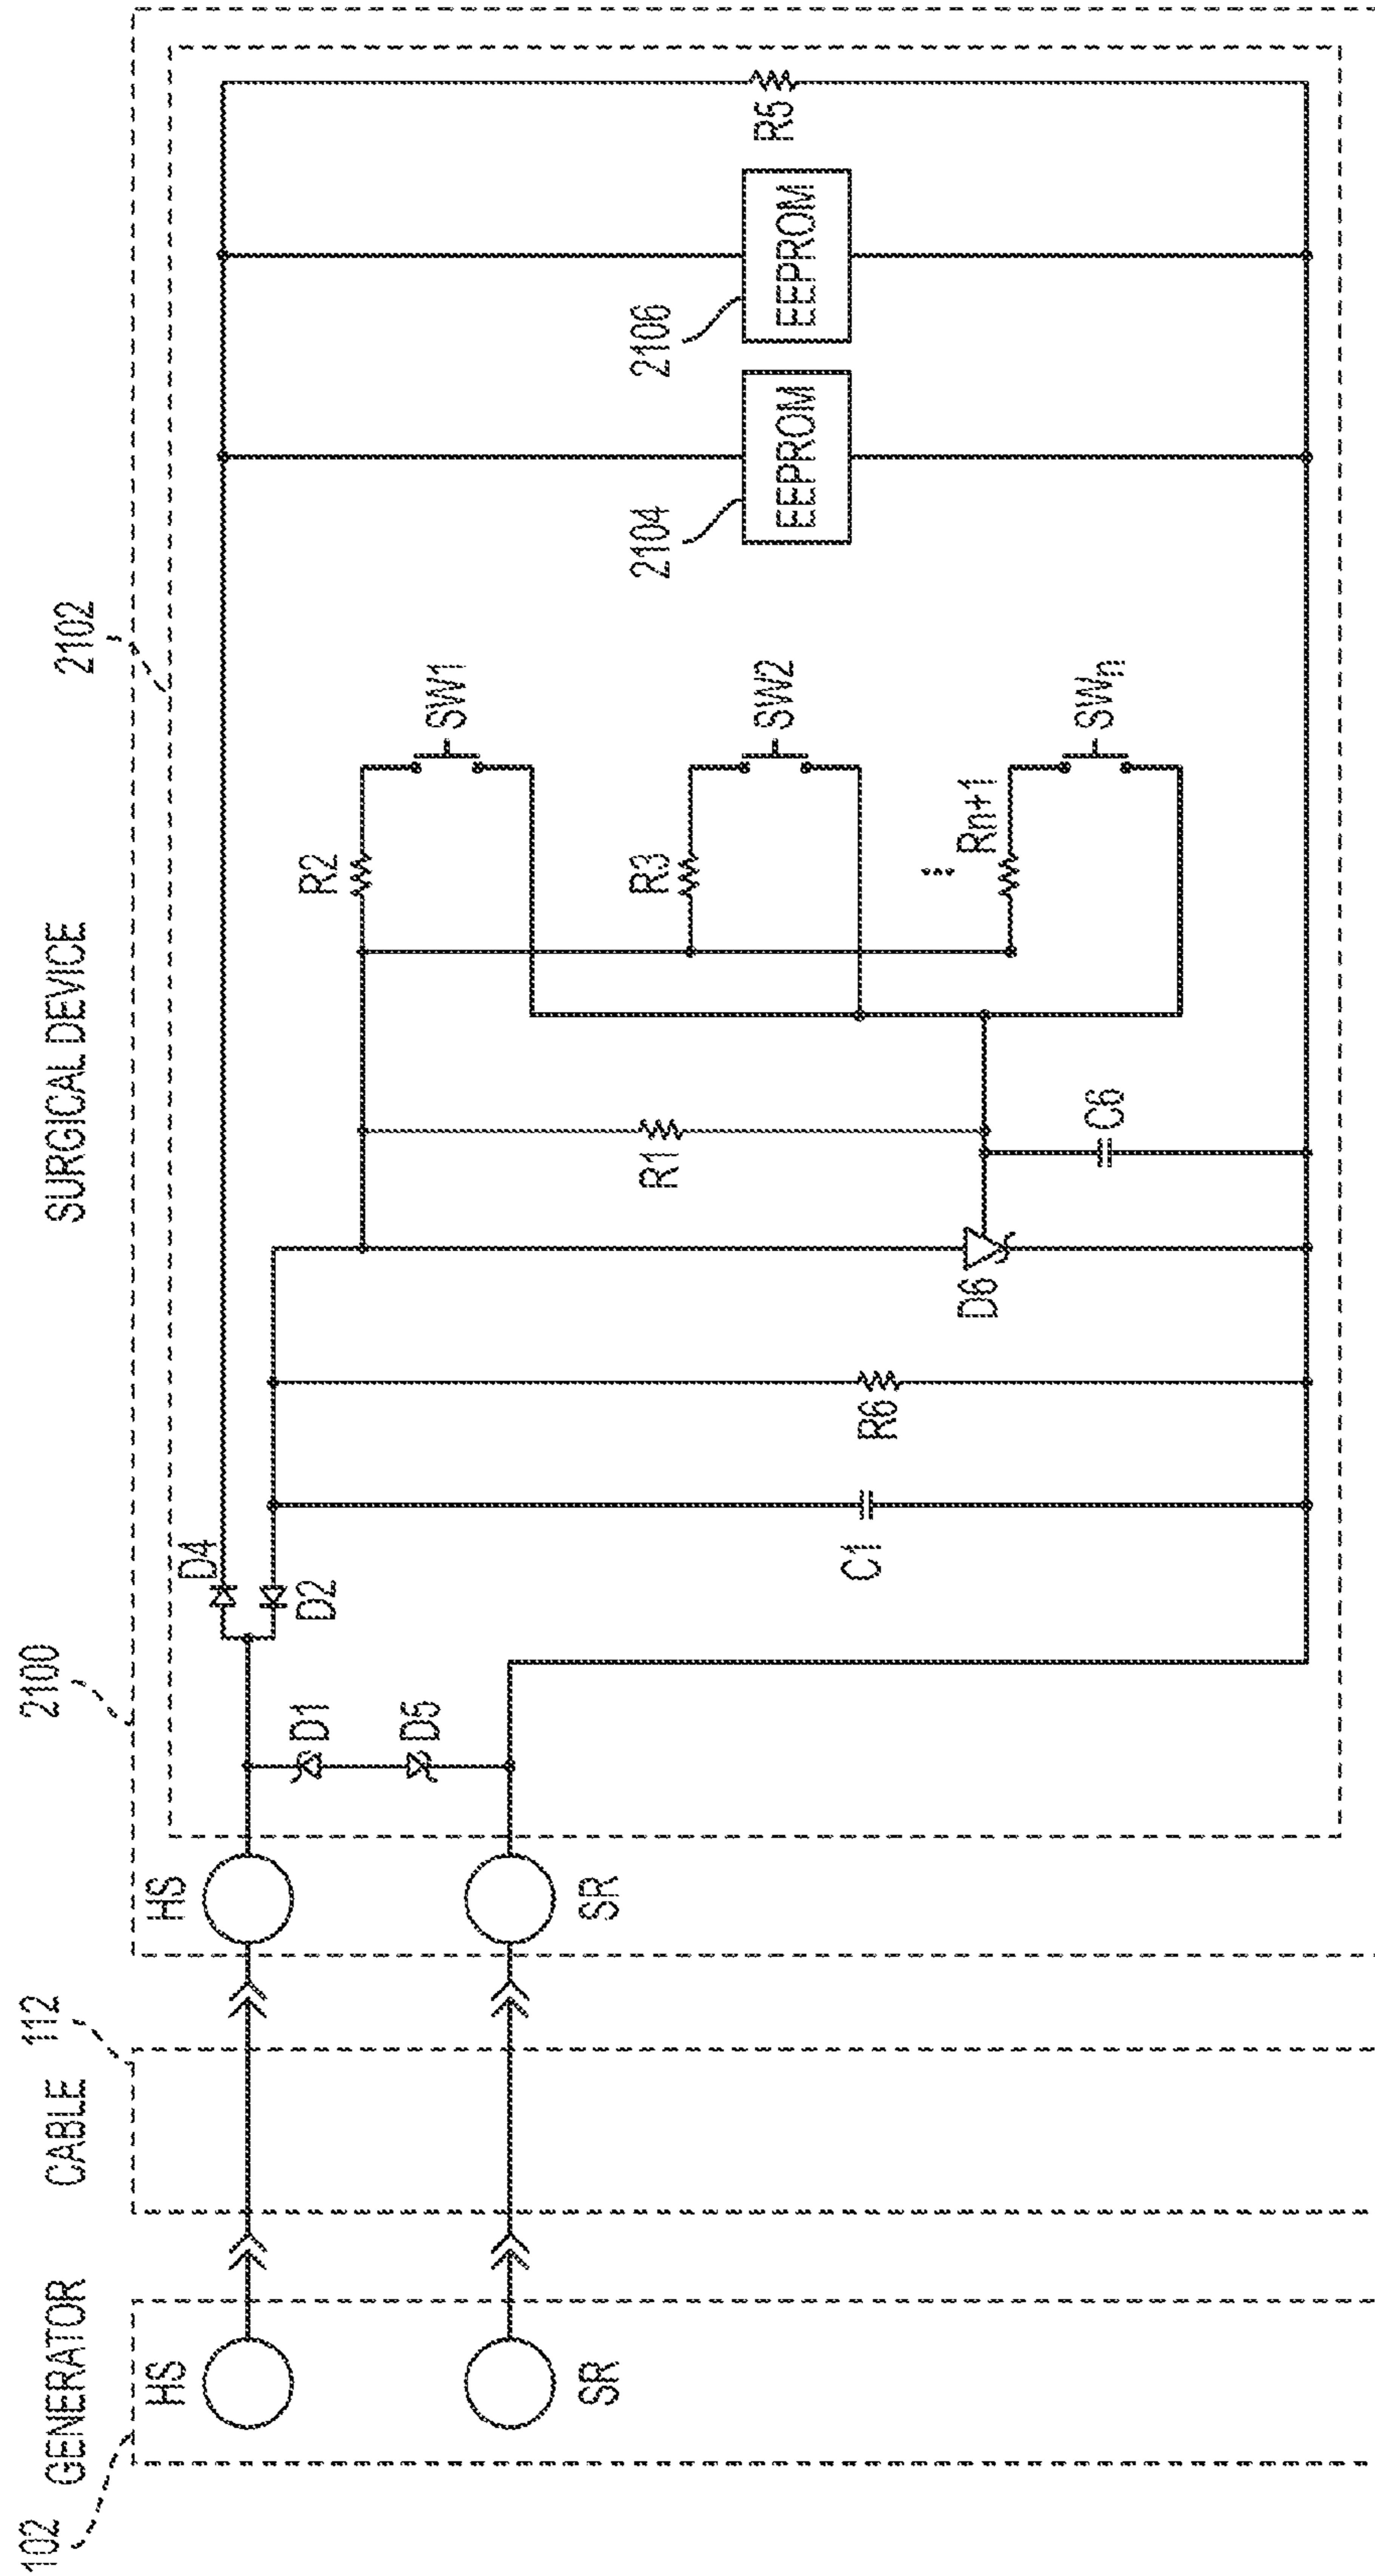 102
GENERATOR
CABLE
112
2100
SURGICAL DEVICE
2102
HS
HS
D4
D2
D1
D5
SR
SR
C1
R6
D6
R1
C6
R2
SW1
R3
SW2
⋮
Rn+1
SWn
2104
EEPROM
2106
EEPROM
R5